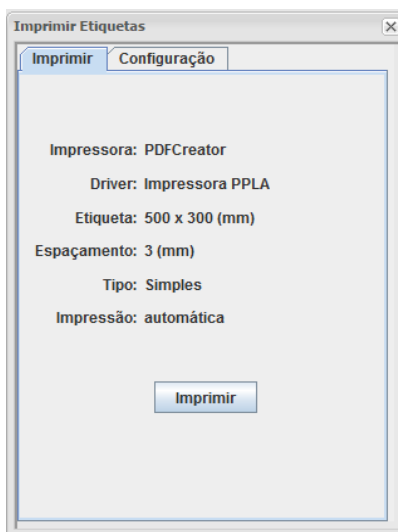 Imprimir Etiquetas
Imprimir Configuração
Impressora: PDFCreator
Driver: Impressora PPLA
Etiqueta: 500 x 300 (mm)
Espaçamento: 3 (mm)
Tipo: Simples
Impressão: automática
Imprimir